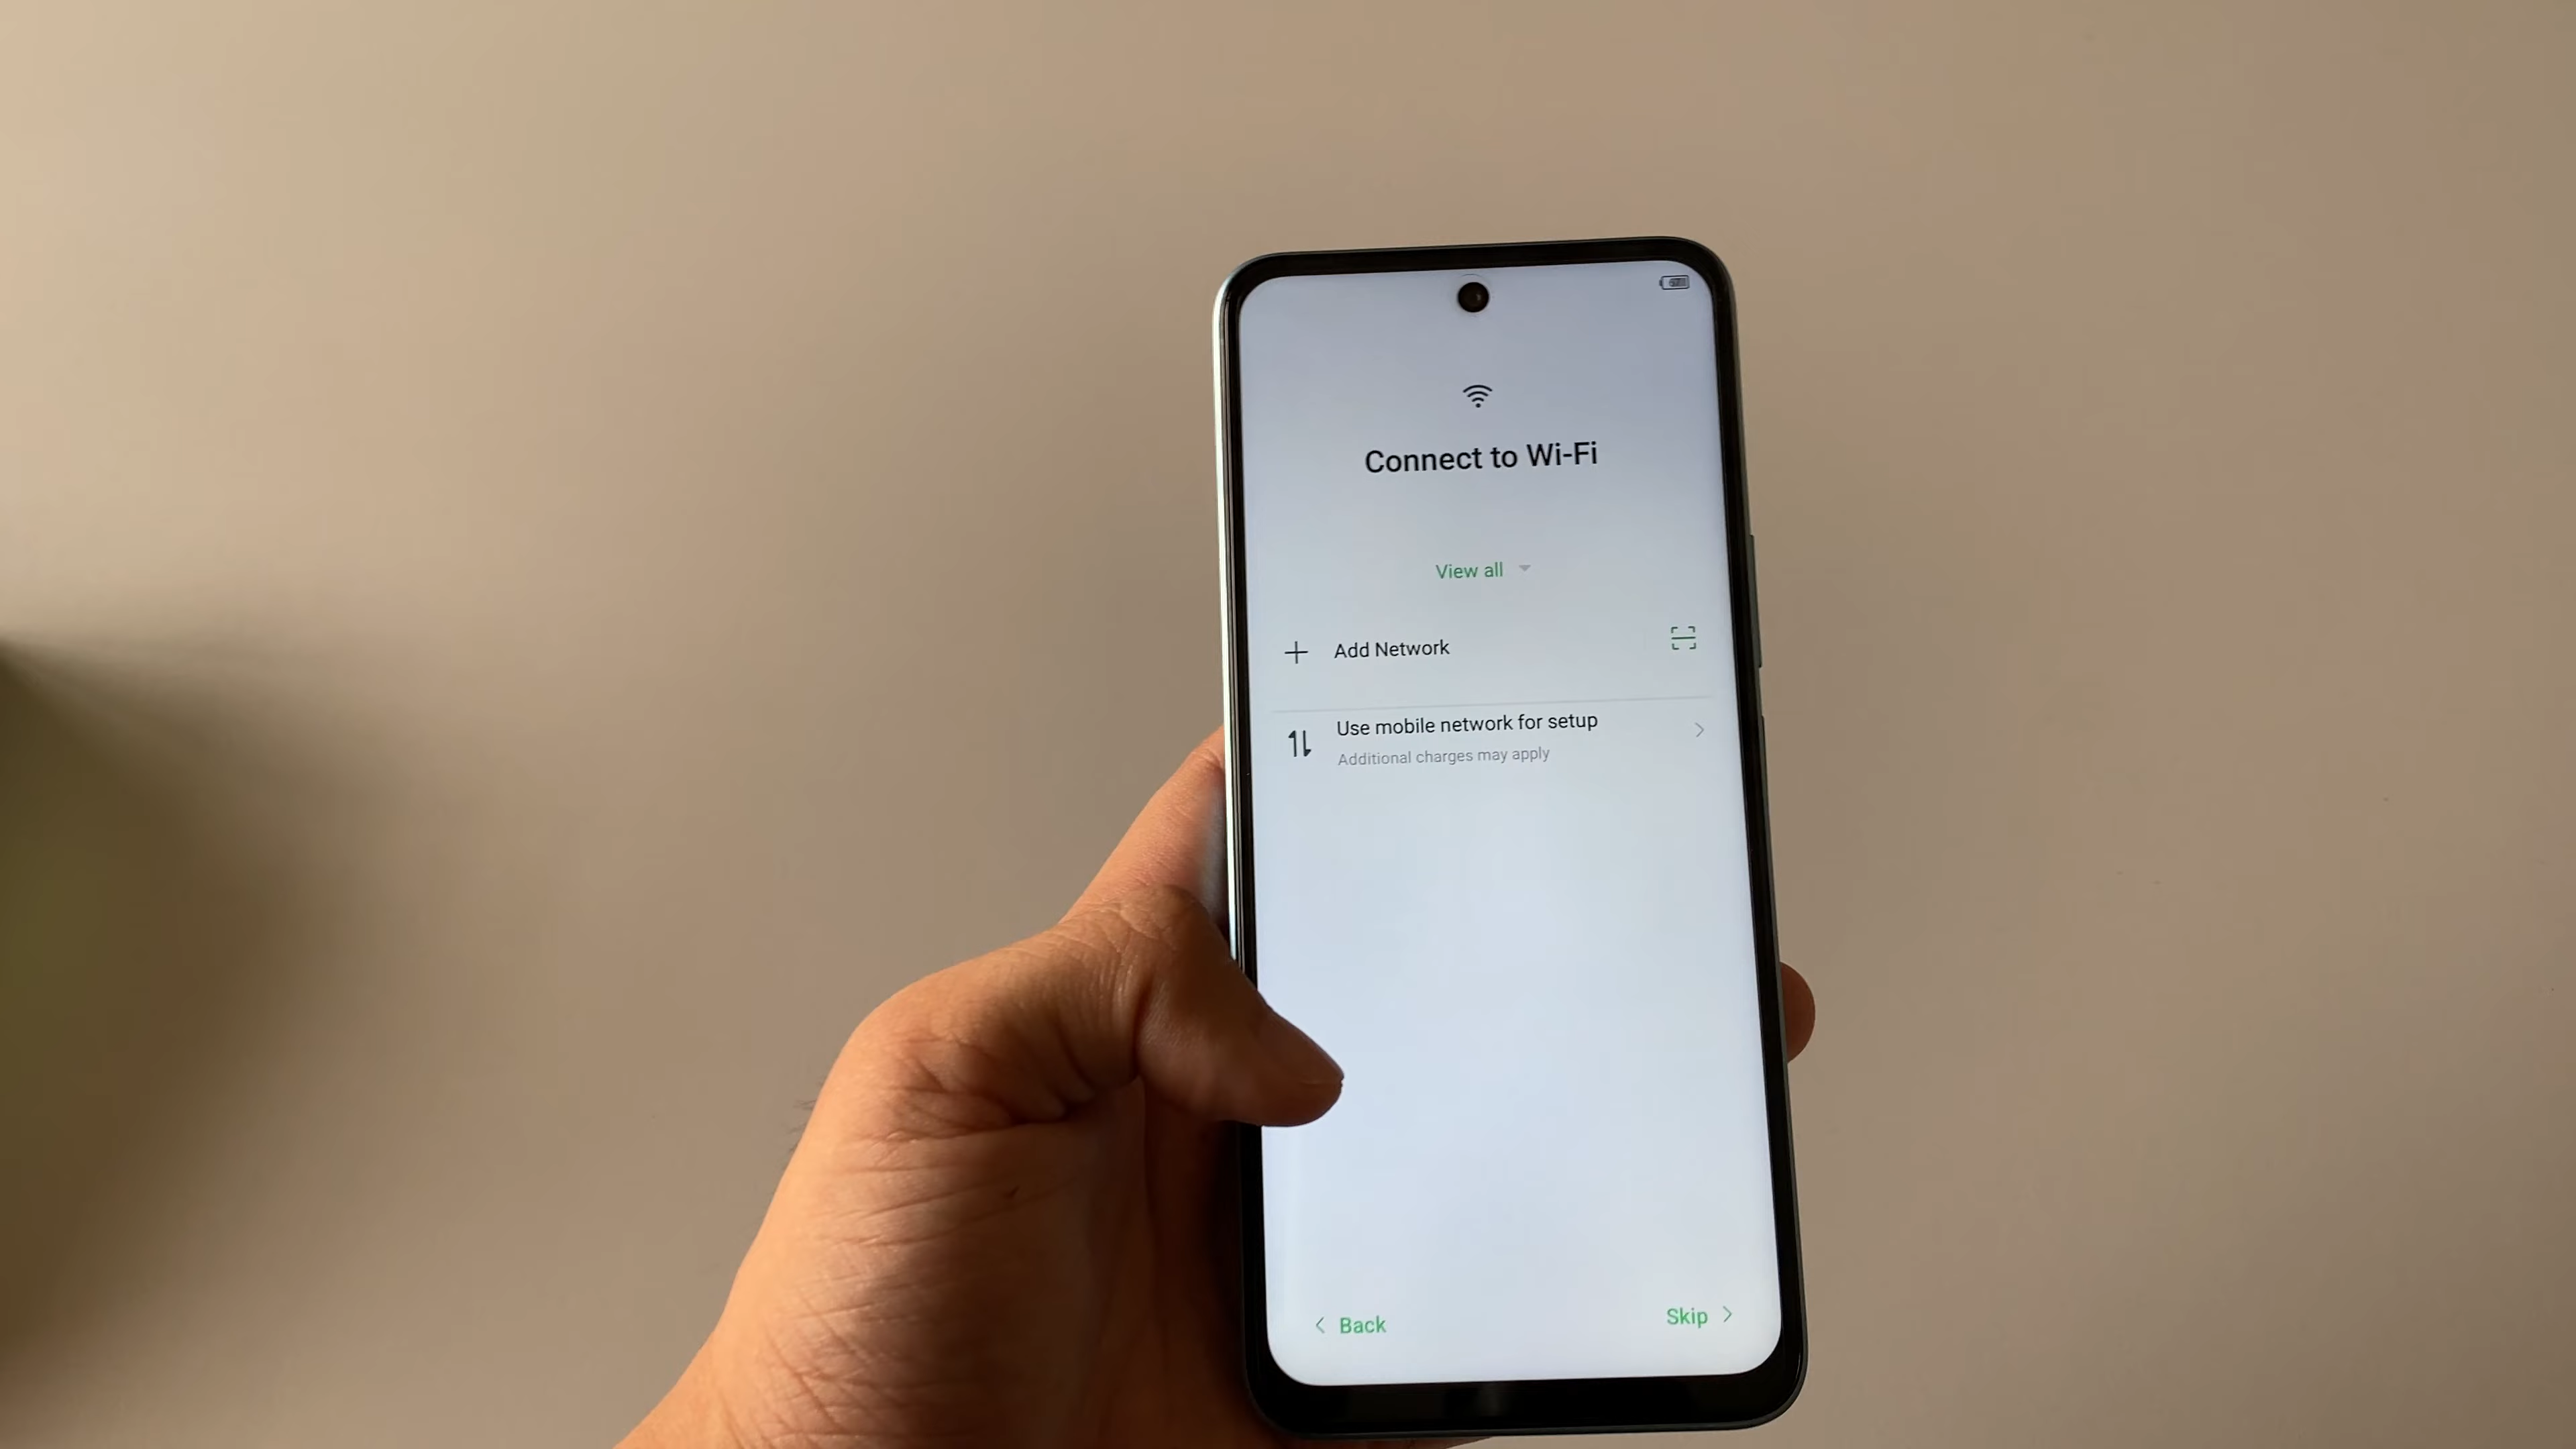 Connect to Wi-Fi
View all
Add Network
Use mobile network for setup
Additional charges may apply
Back
Skip